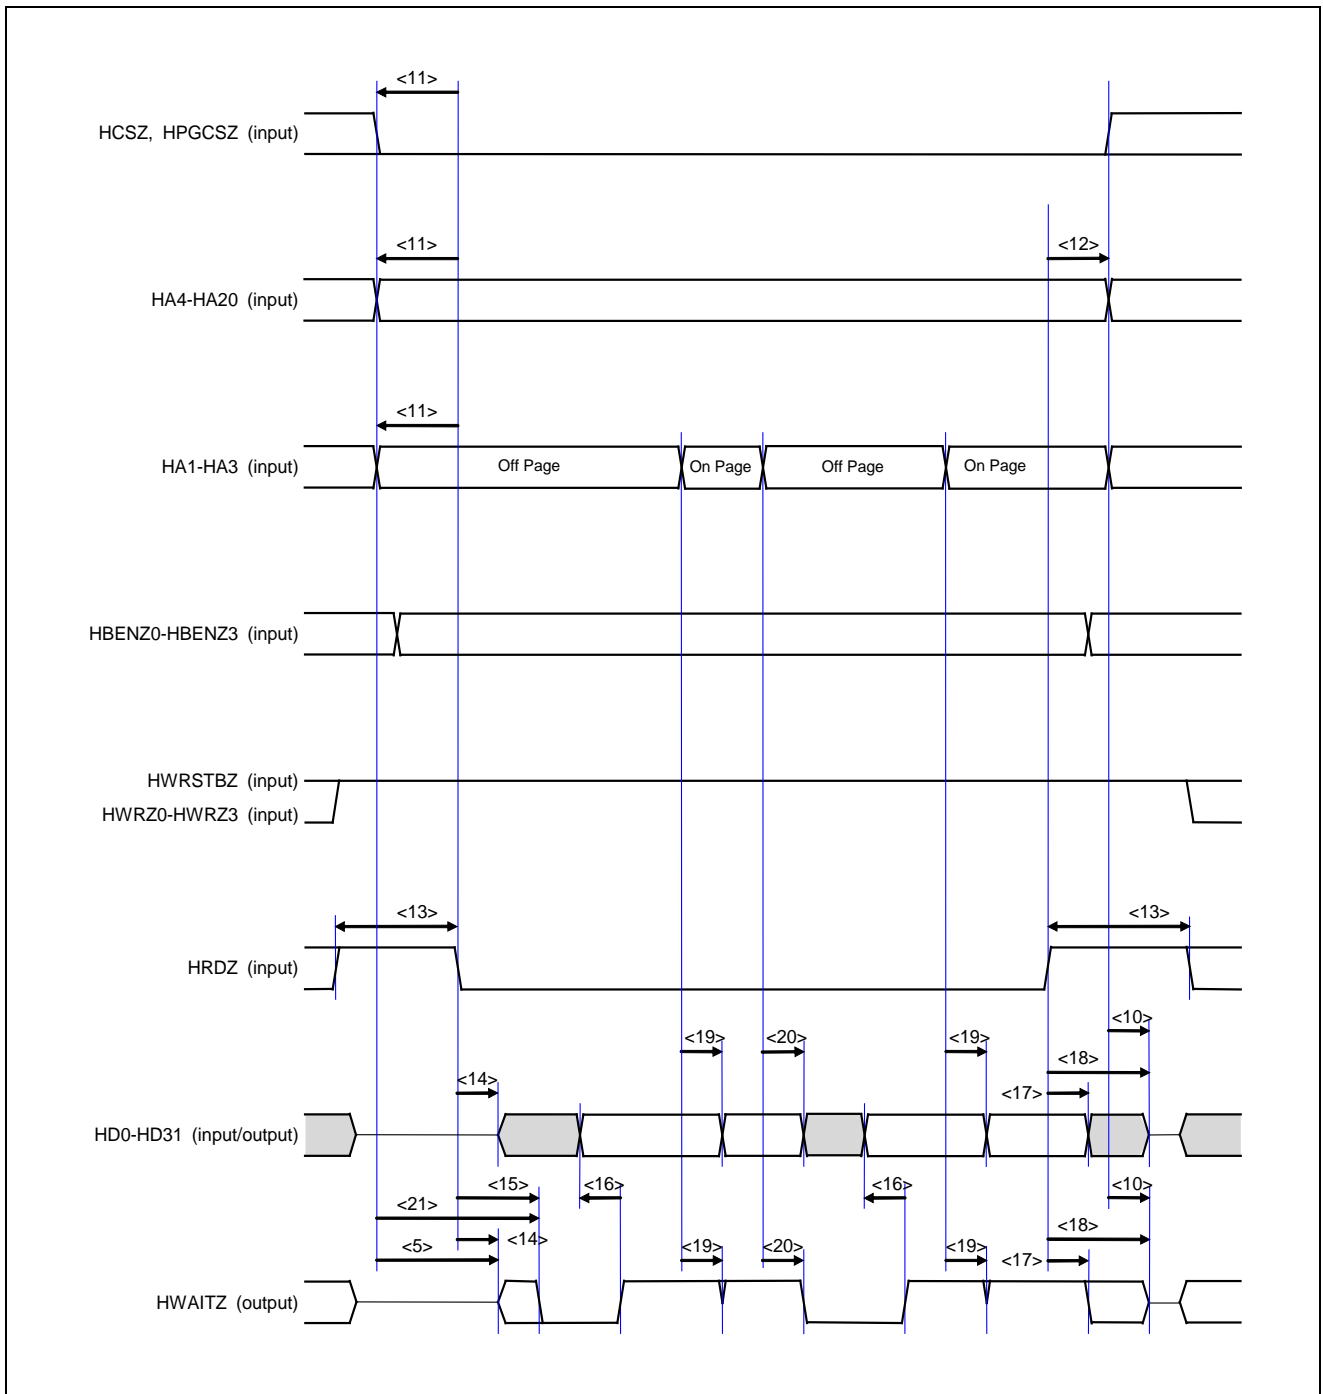 <11>
HCSZ, HPGCSZ (input)
<11>
<12>
HA4-HA20 (input)
<11>
HA1-HA3 (input)
Off Page
On Page
Off Page
On Page
HBENZ0-HBENZ3 (input)
HWRSTBZ (input)
HWRZ0-HWRZ3 (input)
<13>
<13>
HRDZ (input)
<10>
<19>
<20>
<19>
<18>
<14>
<17>
HD0-HD31 (input/output)
<15>
<16>
<16>
<10>
<21>
<5>
<14>
<19>
<20>
<19>
<18>
<17>
HWAITZ (output)